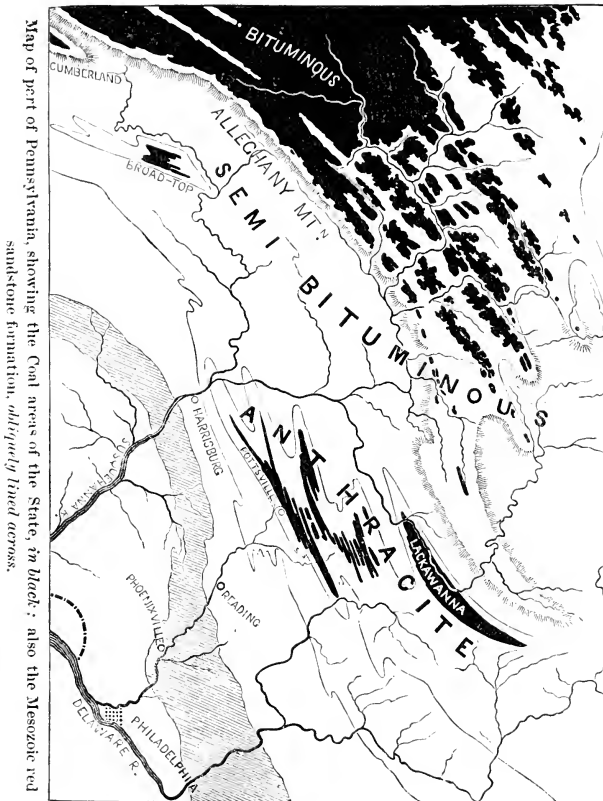 BITUMINOUS
CUMBERLAND
ALLEGHANY MTN
BROAD-TOP
SEMI BITUMINOUS
ANTHRACITE
HARRISBURG
POTTSVILLE
LACKAWANNA
SUSQUEHANNA R.
READING
PHOENIXVILLE
PHILADELPHIA
DELAWARE R.
Map of part of Pennsylvania, showing the Coal areas of the State, in black; also the Mesozoic red
sandstone formation, obliquely lined across.